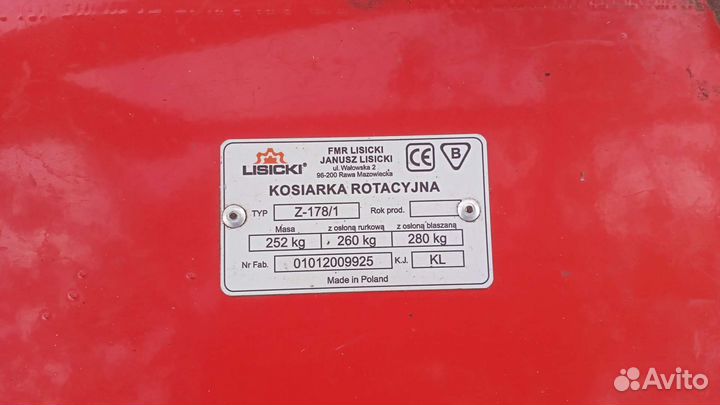 LISICKI®
FMR LISICKI
JANUSZ LISICKI
ul. Wałowska 2
96-200 Rawa Mazowiecka
CE
B
KOSIARKA ROTACYJNA
TYP Z-178/1 Rok prod.
Masa z osłoną rurkową z osłoną blaszaną
252 kg 260 kg 280 kg
Nr Fab. 01012009925 K.J. KL
Made in Poland
Avito